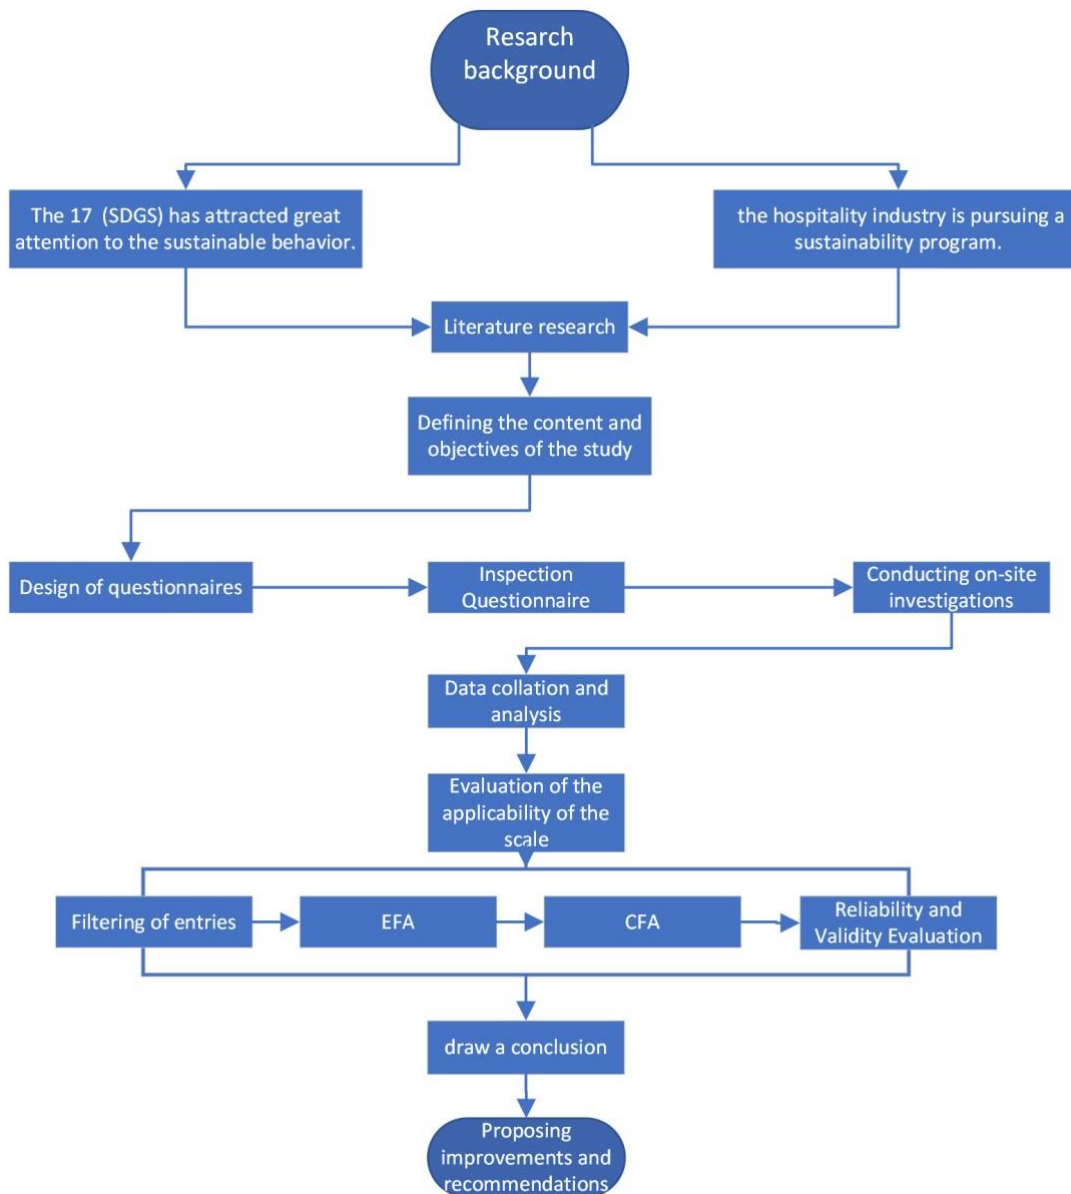 Resarch
background
The 17 (SDGS) has attracted great
attention to the sustainable behavior.
the hospitality industry is pursuing a
sustainability program.
Literature research
Defining the content and
objectives of the study
Design of questionnaires
Inspection
Questionnaire
Conducting on-site
investigations
Data collation and
analysis
Evaluation of the
applicability of the
scale
Filtering of entries
EFA
CFA
Reliability and
Validity Evaluation
draw a conclusion
Proposing
improvements and
recommendations